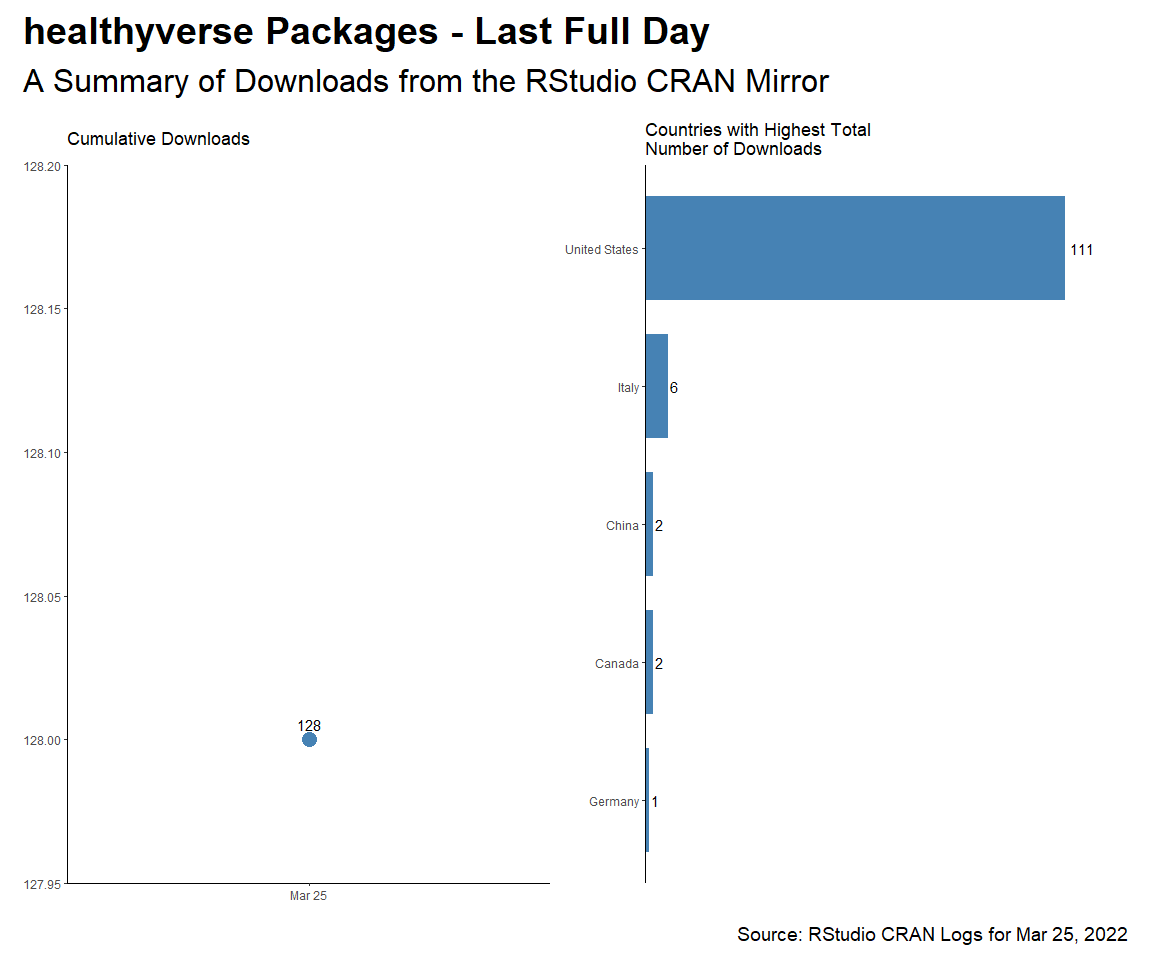 healthyverse Packages - Last Full Day
A Summary of Downloads from the RStudio CRAN Mirror
Cumulative Downloads
128.20
128.15
128.10
128.05
128.00
127.95
128
Mar 25
Countries with Highest Total
Number of Downloads
United States
111
Italy
6
China
2
Canada
2
Germany
1
Source: RStudio CRAN Logs for Mar 25, 2022